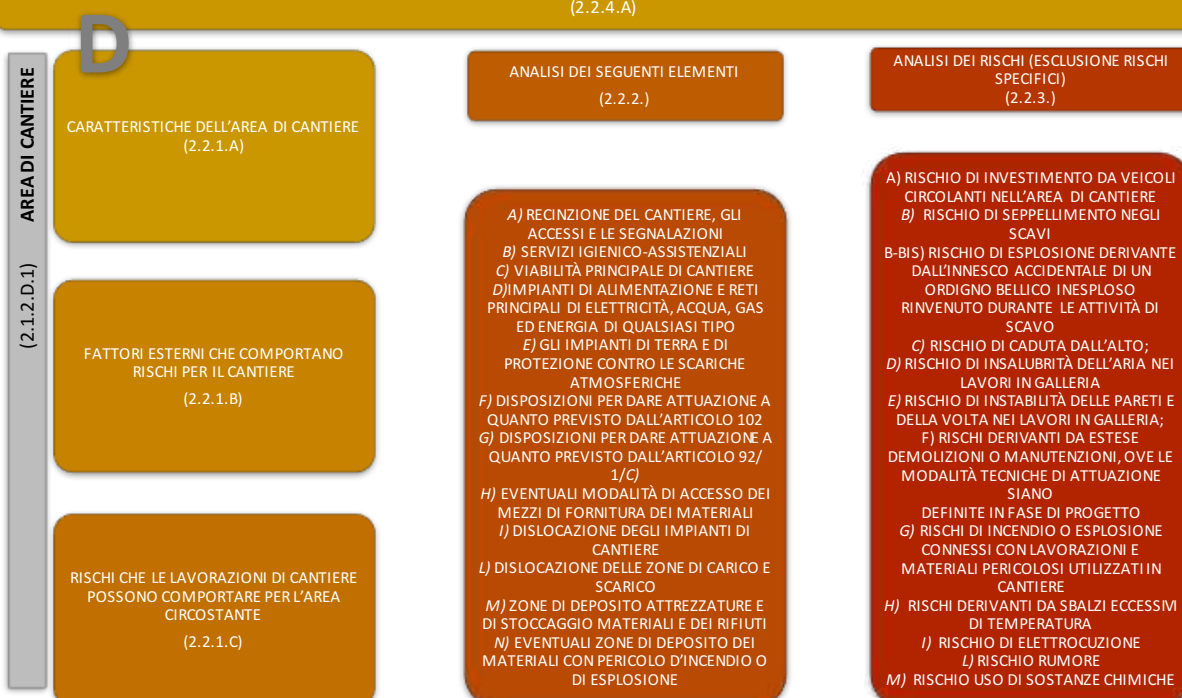 (2.2.4.A)
D
AREA DI CANTIERE
(2.1.2.D.1)
CARATTERISTICHE DELL'AREA DI CANTIERE
(2.2.1.A)
FATTORI ESTERNI CHE COMPORTANO
RISCHI PER IL CANTIERE
(2.2.1.B)
RISCHI CHE LE LAVORAZIONI DI CANTIERE
POSSONO COMPORTARE PER L'AREA
CIRCOSTANTE
(2.2.1.C)
ANALISI DEI SEGUENTI ELEMENTI
(2.2.2.)
A) RECINZIONE DEL CANTIERE, GLI
ACCESSI E LE SEGNALAZIONI
B) SERVIZI IGIENICO-ASSISTENZIALI
C) VIABILITÀ PRINCIPALE DI CANTIERE
D)IMPIANTI DI ALIMENTAZIONE E RETI
PRINCIPALI DI ELETTRICITÀ, ACQUA, GAS
ED ENERGIA DI QUALSIASI TIPO
E) GLI IMPIANTI DI TERRA E DI
PROTEZIONE CONTRO LE SCARICHE
ATMOSFERICHE
F) DISPOSIZIONI PER DARE ATTUAZIONE A
QUANTO PREVISTO DALL'ARTICOLO 102
G) DISPOSIZIONI PER DARE ATTUAZIONE A
QUANTO PREVISTO DALL'ARTICOLO 92/
1/C)
H) EVENTUALI MODALITÀ DI ACCESSO DEI
MEZZI DI FORNITURA DEI MATERIALI
I) DISLOCAZIONE DEGLI IMPIANTI DI
CANTIERE
L) DISLOCAZIONE DELLE ZONE DI CARICO E
SCARICO
M) ZONE DI DEPOSITO ATTREZZATURE E
DI STOCCAGGIO MATERIALI E DEI RIFIUTI
N) EVENTUALI ZONE DI DEPOSITO DEI
MATERIALI CON PERICOLO D'INCENDIO O
DI ESPLOSIONE
ANALISI DEI RISCHI (ESCLUSIONE RISCHI
SPECIFICI)
(2.2.3.)
A) RISCHIO DI INVESTIMENTO DA VEICOLI
CIRCOLANTI NELL'AREA DI CANTIERE
B) RISCHIO DI SEPPELLIMENTO NEGLI
SCAVI
B-BIS) RISCHIO DI ESPLOSIONE DERIVANTE
DALL'INNESCO ACCIDENTALE DI UN
ORDIGNO BELLICO INESPLOSO
RINVENUTO DURANTE LE ATTIVITÀ DI
SCAVO
C) RISCHIO DI CADUTA DALL'ALTO;
D) RISCHIO DI INSALUBRITÀ DELL'ARIA NEI
LAVORI IN GALLERIA
E) RISCHIO DI INSTABILITÀ DELLE PARETI E
DELLA VOLTA NEI LAVORI IN GALLERIA;
F) RISCHI DERIVANTI DA ESTESE
DEMOLIZIONI O MANUTENZIONI, OVE LE
MODALITÀ TECNICHE DI ATTUAZIONE
SIANO
DEFINITE IN FASE DI PROGETTO
G) RISCHI DI INCENDIO O ESPLOSIONE
CONNESSI CON LAVORAZIONI E
MATERIALI PERICOLOSI UTILIZZATI IN
CANTIERE
H) RISCHI DERIVANTI DA SBALZI ECCESSIVI
DI TEMPERATURA
I) RISCHIO DI ELETTROCUZIONE
L) RISCHIO RUMORE
M) RISCHIO USO DI SOSTANZE CHIMICHE